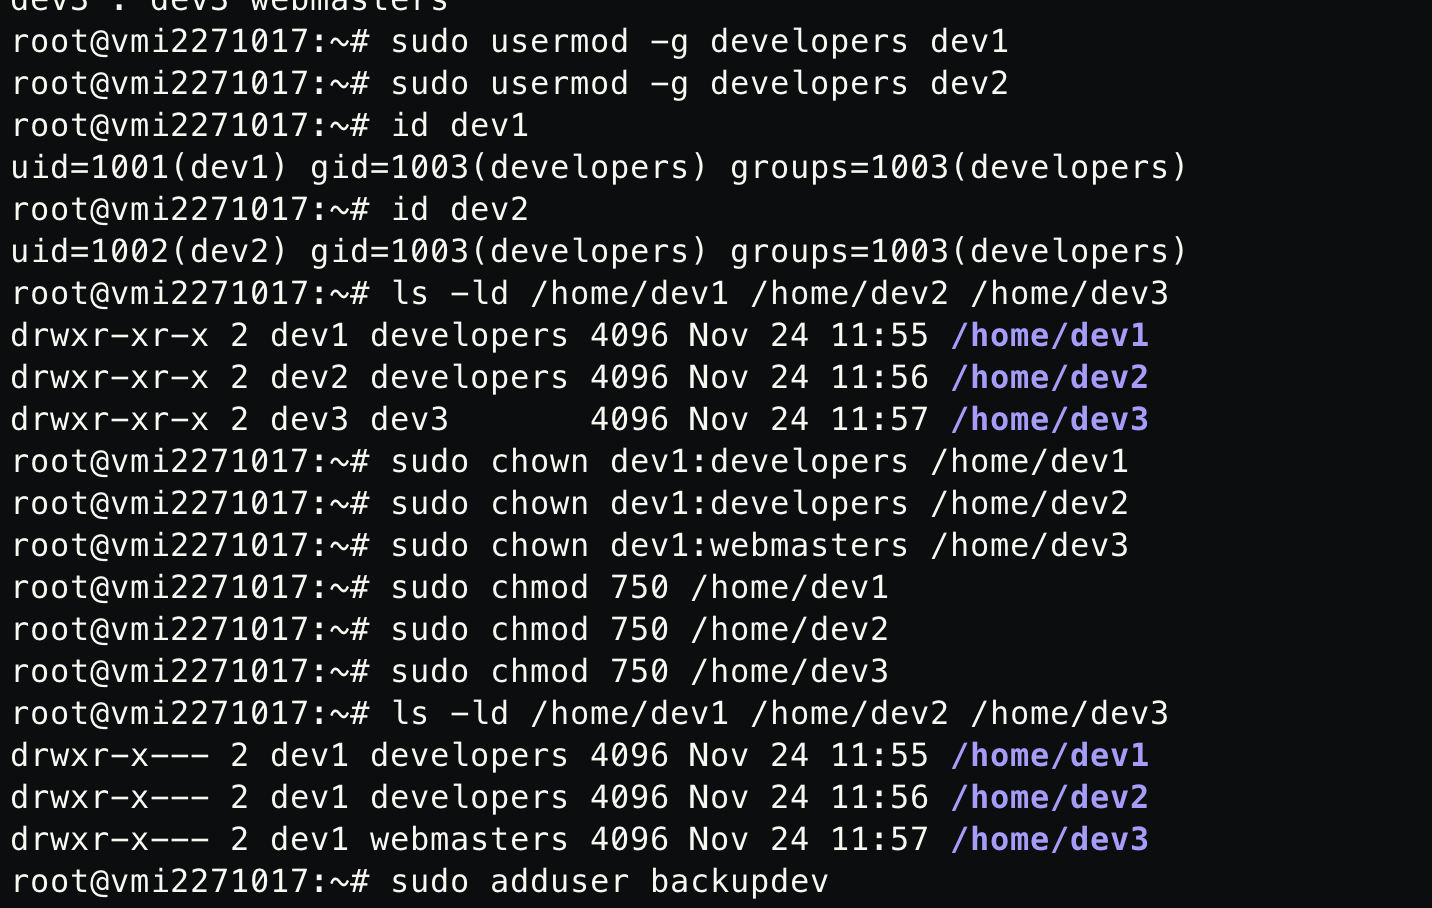 dev3 : dev3 webmasters
root@vmi2271017:~# sudo usermod -g developers dev1
root@vmi2271017:~# sudo usermod -g developers dev2
root@vmi2271017:~# id dev1
uid=1001(dev1) gid=1003(developers) groups=1003(developers)
root@vmi2271017:~# id dev2
uid=1002(dev2) gid=1003(developers) groups=1003(developers)
root@vmi2271017:~# ls -ld /home/dev1 /home/dev2 /home/dev3
drwxr-xr-x 2 dev1 developers 4096 Nov 24 11:55 /home/dev1
drwxr-xr-x 2 dev2 developers 4096 Nov 24 11:56 /home/dev2
drwxr-xr-x 2 dev3 dev3       4096 Nov 24 11:57 /home/dev3
root@vmi2271017:~# sudo chown dev1:developers /home/dev1
root@vmi2271017:~# sudo chown dev1:developers /home/dev2
root@vmi2271017:~# sudo chown dev1:webmasters /home/dev3
root@vmi2271017:~# sudo chmod 750 /home/dev1
root@vmi2271017:~# sudo chmod 750 /home/dev2
root@vmi2271017:~# sudo chmod 750 /home/dev3
root@vmi2271017:~# ls -ld /home/dev1 /home/dev2 /home/dev3
drwxr-x--- 2 dev1 developers 4096 Nov 24 11:55 /home/dev1
drwxr-x--- 2 dev1 developers 4096 Nov 24 11:56 /home/dev2
drwxr-x--- 2 dev1 webmasters 4096 Nov 24 11:57 /home/dev3
root@vmi2271017:~# sudo adduser backupdev